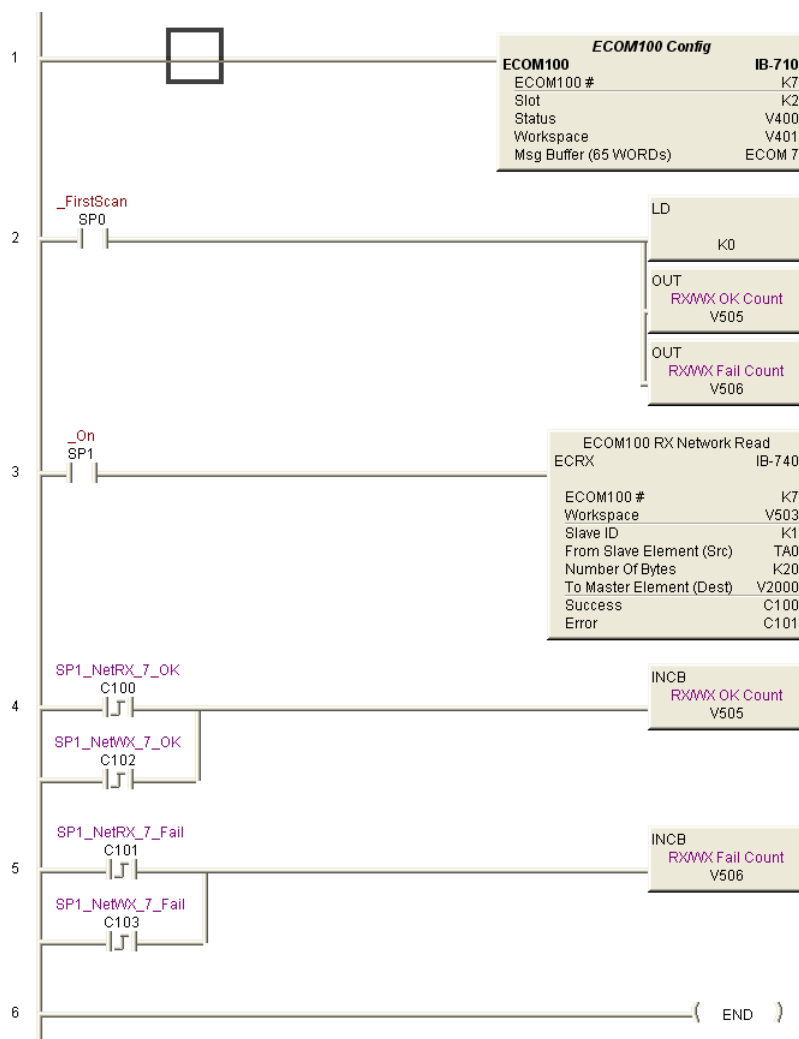 1
ECOM100 Config
ECOM100 IB-710
ECOM100 # K7
Slot K2
Status V400
Workspace V401
Msg Buffer (65 WORDs) ECOM 7
_FirstScan
SP0
2
LD
K0
OUT
RX/WX OK Count
V505
OUT
RX/WX Fail Count
V506
_On
SP1
3
ECOM100 RX Network Read
ECRX IB-740
ECOM100 # K7
Workspace V503
Slave ID K1
From Slave Element (Src) TA0
Number Of Bytes K20
To Master Element (Dest) V2000
Success C100
Error C101
SP1_NetRX_7_OK
C100
4
INCB
RX/WX OK Count
V505
SP1_NetWX_7_OK
C102
SP1_NetRX_7_Fail
C101
5
INCB
RX/WX Fail Count
V506
SP1_NetWX_7_Fail
C103
6
( END )